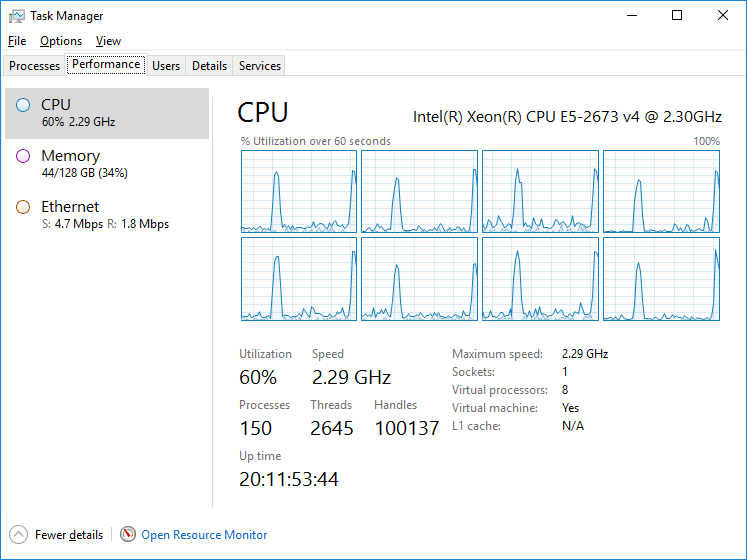 Task Manager
File Options View
Processes Performance Users Details Services
CPU
60% 2.29 GHz
Memory
44/128 GB (34%)
Ethernet
S: 4.7 Mbps R: 1.8 Mbps
CPU
Intel(R) Xeon(R) CPU E5-2673 v4 @ 2.30GHz
% Utilization over 60 seconds 100%
Utilization Speed
60% 2.29 GHz
Processes Threads Handles
150 2645 100137
Up time
20:11:53:44
Maximum speed: 2.29 GHz
Sockets: 1
Virtual processors: 8
Virtual machine: Yes
L1 cache: N/A
Fewer details Open Resource Monitor